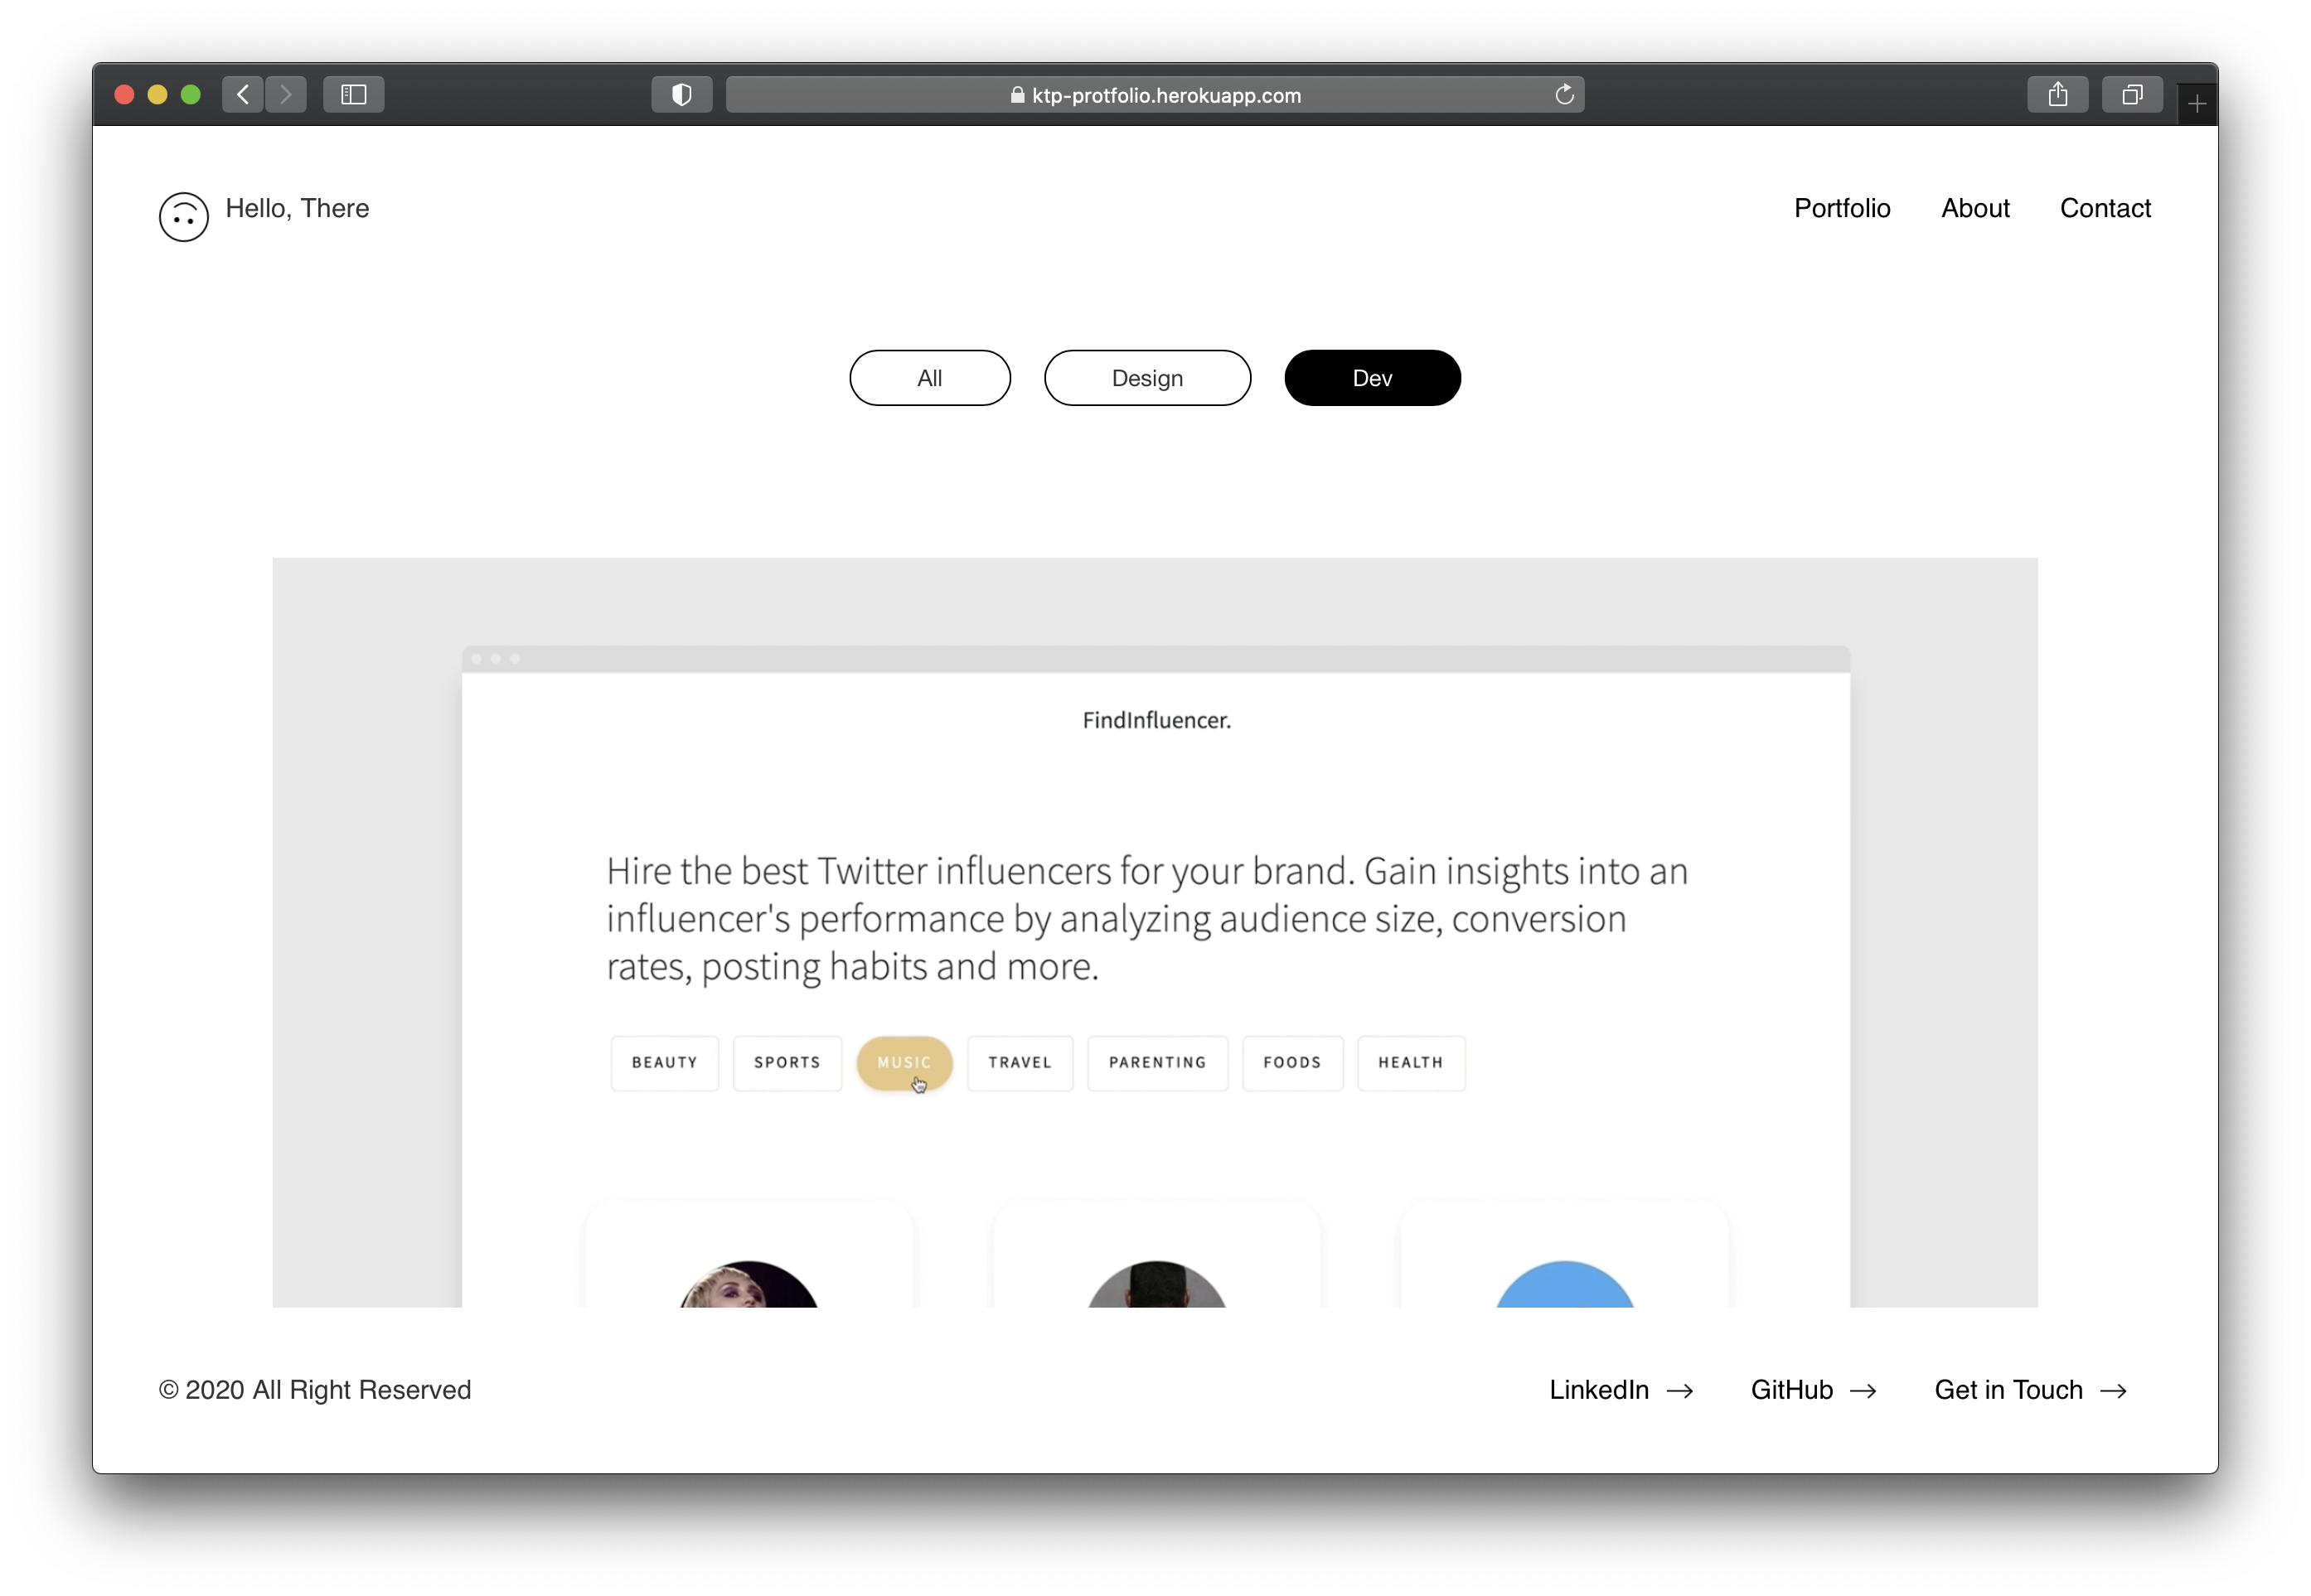 ktp-protfolio.herokuapp.com
Hello, There
Portfolio About Contact
All Design Dev
FindInfluencer.
Hire the best Twitter influencers for your brand. Gain insights into an
influencer's performance by analyzing audience size, conversion
rates, posting habits and more.
BEAUTY SPORTS MUSIC TRAVEL PARENTING FOODS HEALTH
© 2020 All Right Reserved
LinkedIn → GitHub → Get in Touch →